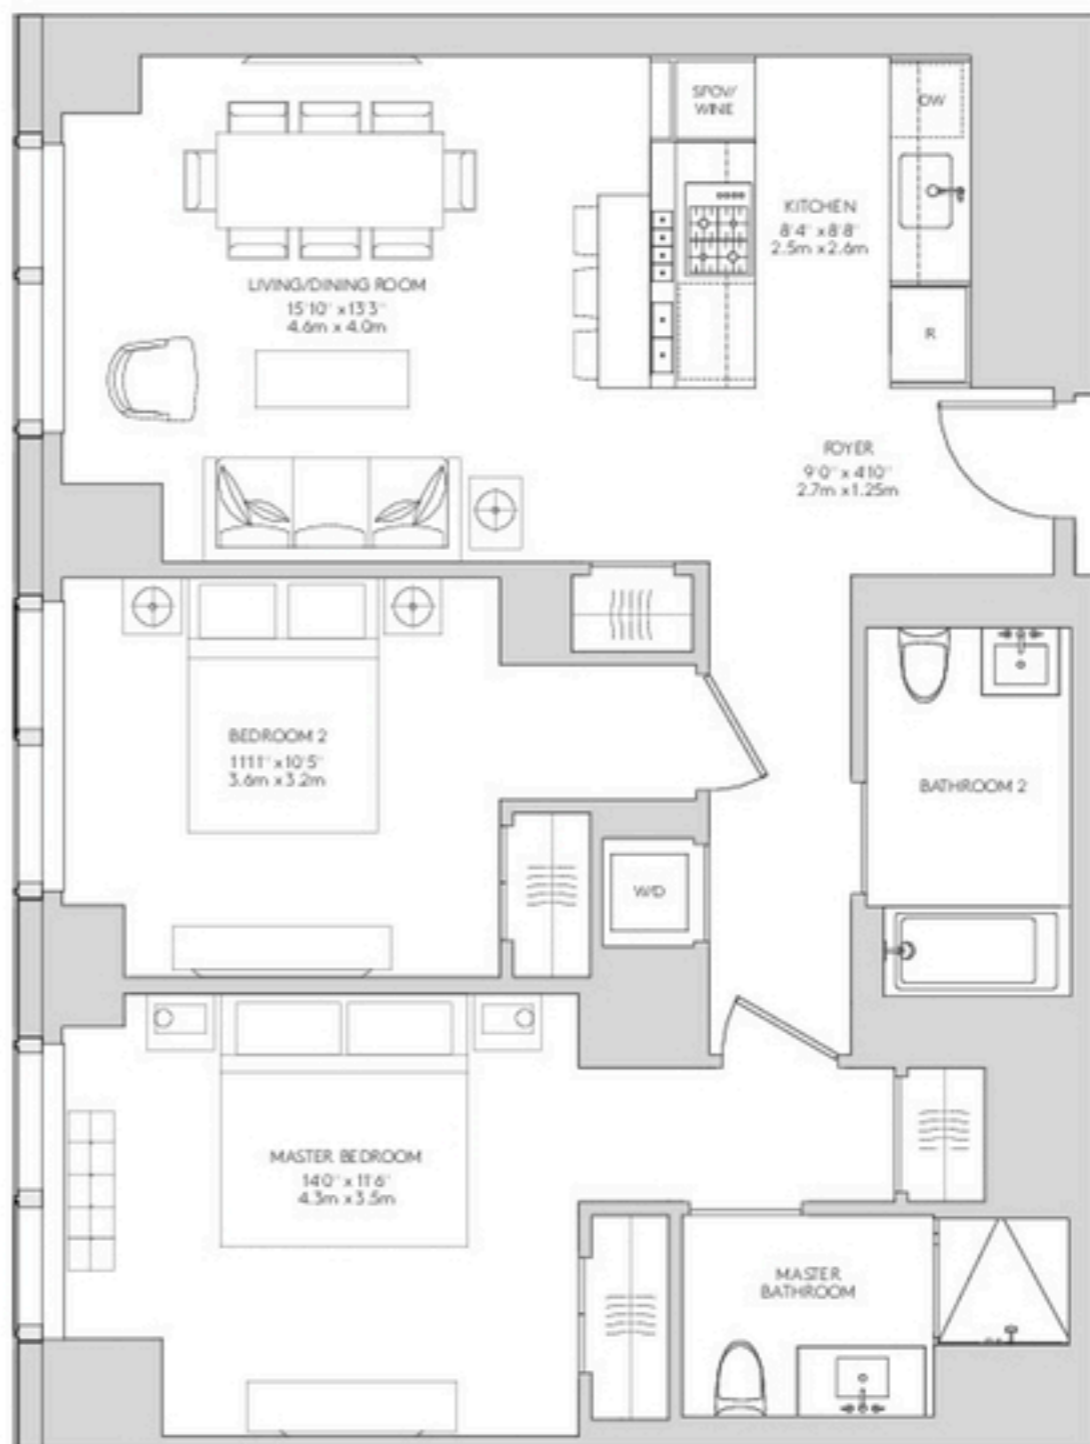 SPOV/
WINE
DW
KITCHEN
8'4" x 8'8"
2.5m x 2.6m
LIVING/DINING ROOM
15'10" x 13'3"
4.6m x 4.0m
R
FOYER
9'0" x 4'10"
2.7m x 1.25m
BEDROOM 2
11'11" x 10'5"
3.6m x 3.2m
BATHROOM 2
W/D
MASTER BEDROOM
14'0" x 11'6"
4.3m x 3.5m
MASTER
BATHROOM